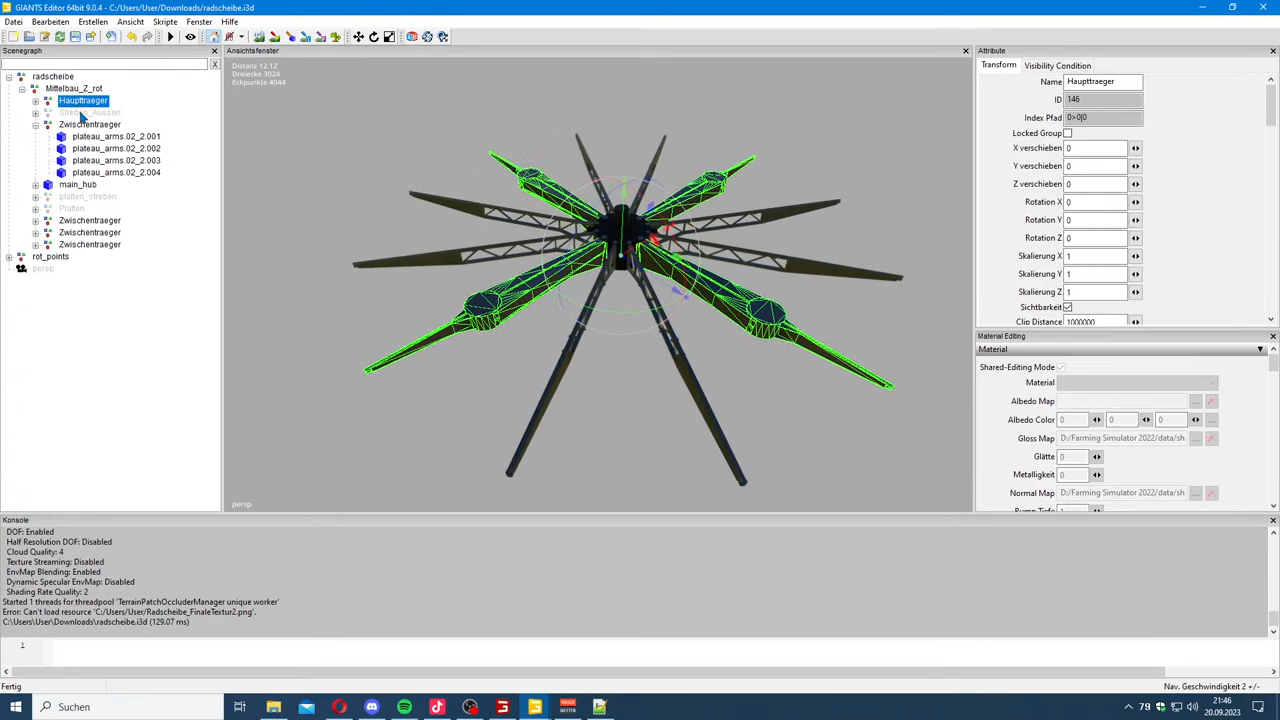 GIANTS Editor 64bit 9.0.4 - C:/Users/User/Downloads/radscheibe.i3d
Datei Bearbeiten Erstellen Ansicht Skripte Fenster Hilfe
Scenegraph
X
radscheibe
Mittelbau_Z_rot
Haupttraeger
Streben_Aussen
Zwischentraeger
plateau_arms.02_2.001
plateau_arms.02_2.002
plateau_arms.02_2.003
plateau_arms.02_2.004
main_hub
platten_streben
Platten
Zwischentraeger
Zwischentraeger
Zwischentraeger
rot_points
persp
Ansichtsfenster
Distanz 12.12
Dreiecke 3024
Eckpunkte 4044
persp
Attribute
Transform Visibility Condition
Name Haupttraeger
ID 146
Index Pfad 0>0|0
Locked Group
X verschieben 0
Y verschieben 0
Z verschieben 0
Rotation X 0
Rotation Y 0
Rotation Z 0
Skalierung X 1
Skalierung Y 1
Skalierung Z 1
Sichtbarkeit
Clip Distance 1000000
Material Editing
Material
Shared-Editing Mode
Material
Albedo Map ...
Albedo Color 0 0 0 ...
Gloss Map D:/Farming Simulator 2022/data/sh ...
Glätte 0
Metalligkeit 0
Normal Map D:/Farming Simulator 2022/data/sh ...
Bump Tiefe 1
Konsole
DOF: Enabled
Half Resolution DOF: Disabled
Cloud Quality: 4
Texture Streaming: Disabled
EnvMap Blending: Enabled
Dynamic Specular EnvMap: Disabled
Shading Rate Quality: 2
Started 1 threads for threadpool 'TerrainPatchOccluderManager unique worker'
Error: Can't load resource 'C:/Users/User/Radscheibe_FinaleTextur2.png'.
C:\Users\User\Downloads\radscheibe.i3d (129.07 ms)
1
Fertig
Nav. Geschwindigkeit 2 +/-
Suchen
79
21:46
20.09.2023